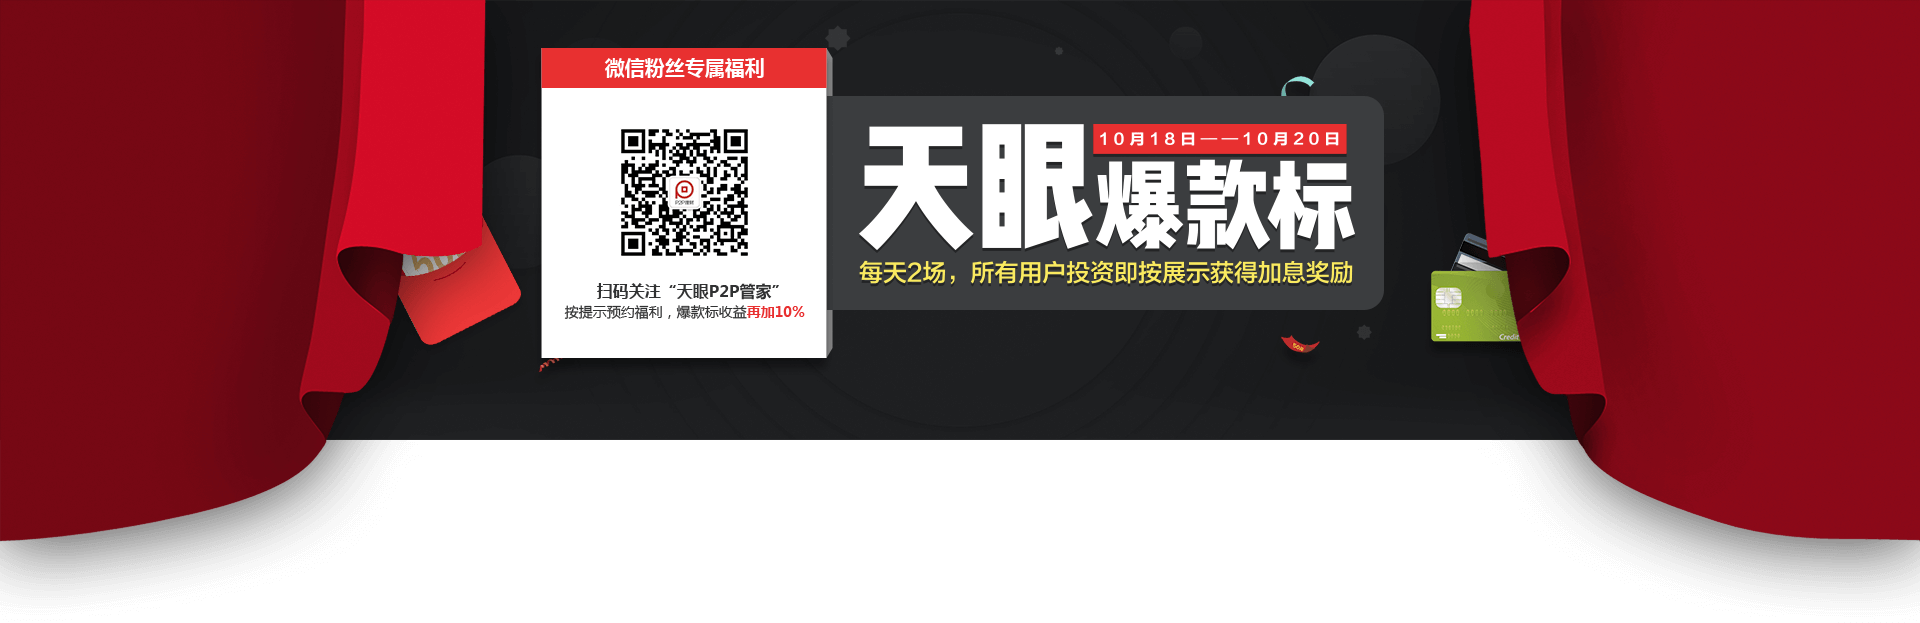 微信粉丝专属福利
扫码关注“天眼P2P管家”
按提示预约福利，爆款标收益再加10%
10月18日——10月20日
天眼爆款标
每天2场，所有用户投资即按展示获得加息奖励
Credit